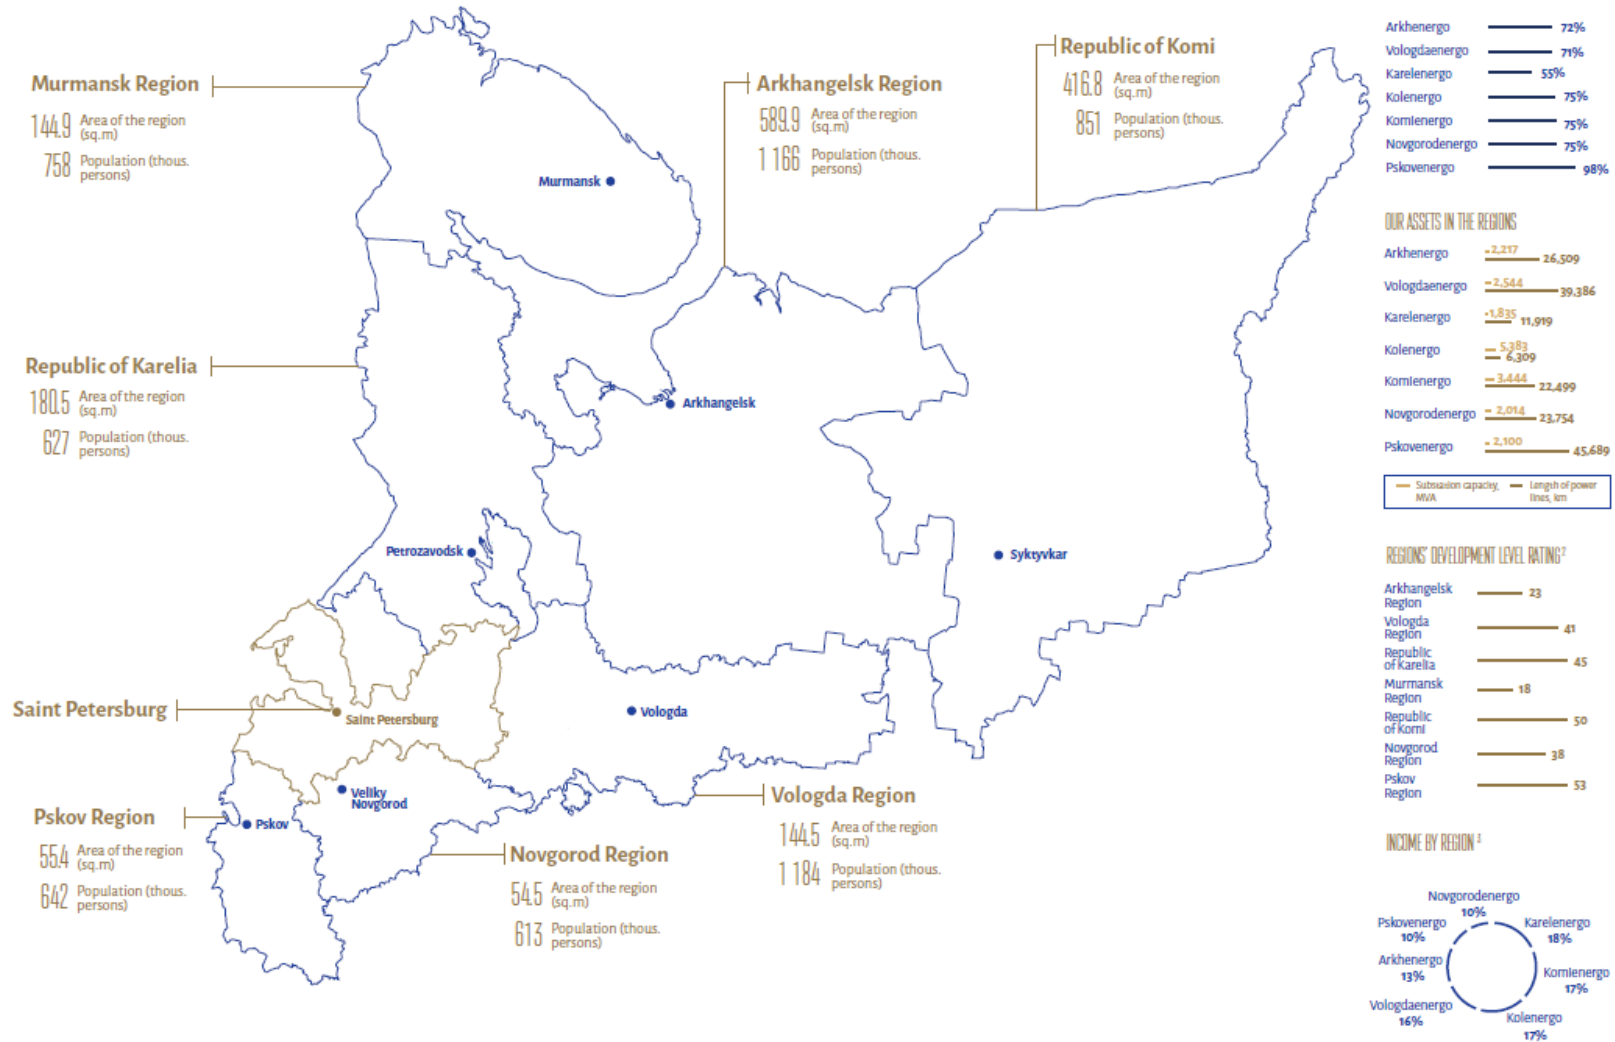 Murmansk Region
144.9 Area of the region
(sq.m)
758 Population (thous.
persons)
Republic of Karelia
180.5 Area of the region
(sq.m)
627 Population (thous.
persons)
Saint Petersburg
Pskov Region
55.4 Area of the region
(sq.m)
642 Population (thous.
persons)
Novgorod Region
54.5 Area of the region
(sq.m)
613 Population (thous.
persons)
Vologda Region
144.5 Area of the region
(sq.m)
1 184 Population (thous.
persons)
Arkhangelsk Region
589.9 Area of the region
(sq.m)
1 166 Population (thous.
persons)
Republic of Komi
416.8 Area of the region
(sq.m)
851 Population (thous.
persons)
Murmansk
Arkhangelsk
Petrozavodsk
Syktyvkar
Saint Petersburg
Vologda
Veliky
Novgorod
Pskov
Arkhenergo 72%
Vologdaenergo 71%
Karelenergo 55%
Kolenergo 75%
Komienergo 75%
Novgorodenergo 75%
Pskovenergo 98%
OUR ASSETS IN THE REGIONS
Arkhenergo 2,217 26,509
Vologdaenergo 2,544 39,386
Karelenergo 1,835 11,919
Kolenergo 5,383 6,309
Komienergo 3,444 22,499
Novgorodenergo 2,014 23,754
Pskovenergo 2,100 45,689
Substation capacity,
MVA
Length of power
lines, km
REGIONS' DEVELOPMENT LEVEL RATING²
Arkhangelsk
Region 23
Vologda
Region 41
Republic
of Karelia 45
Murmansk
Region 18
Republic
of Komi 50
Novgorod
Region 38
Pskov
Region 53
INCOME BY REGION ³
Novgorodenergo
10%
Pskovenergo
10%
Karelenergo
18%
Arkhenergo
13%
Komienergo
17%
Vologdaenergo
16%
Kolenergo
17%